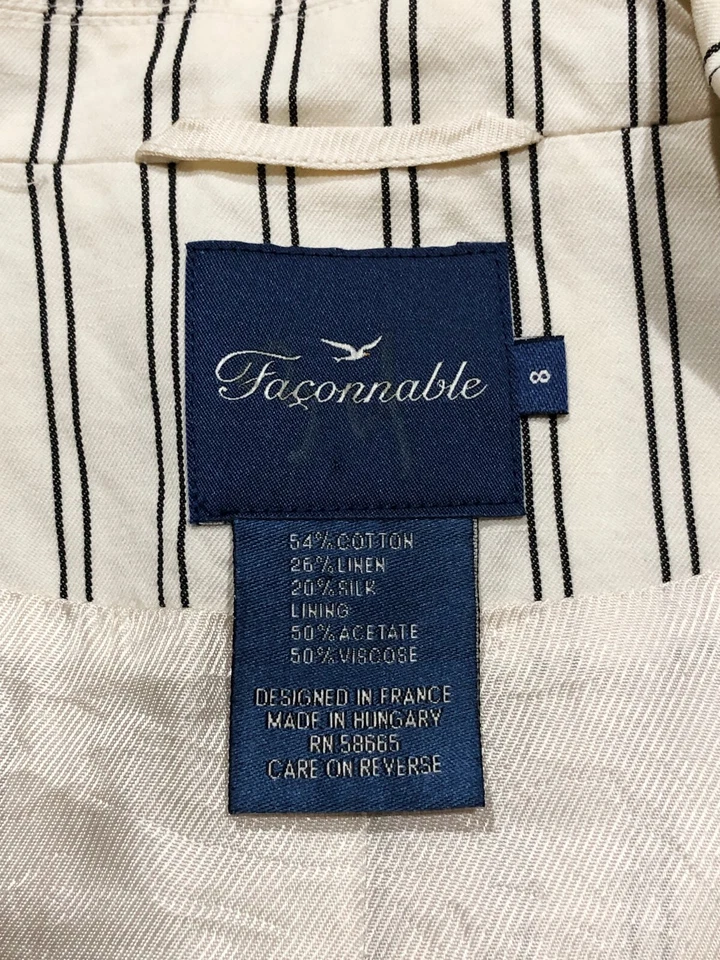 Façonnable
8
54% COTTON
26% LINEN
20% SILK
LINING
50% ACETATE
50% VISCOSE
DESIGNED IN FRANCE
MADE IN HUNGARY
RN 58665
CARE ON REVERSE